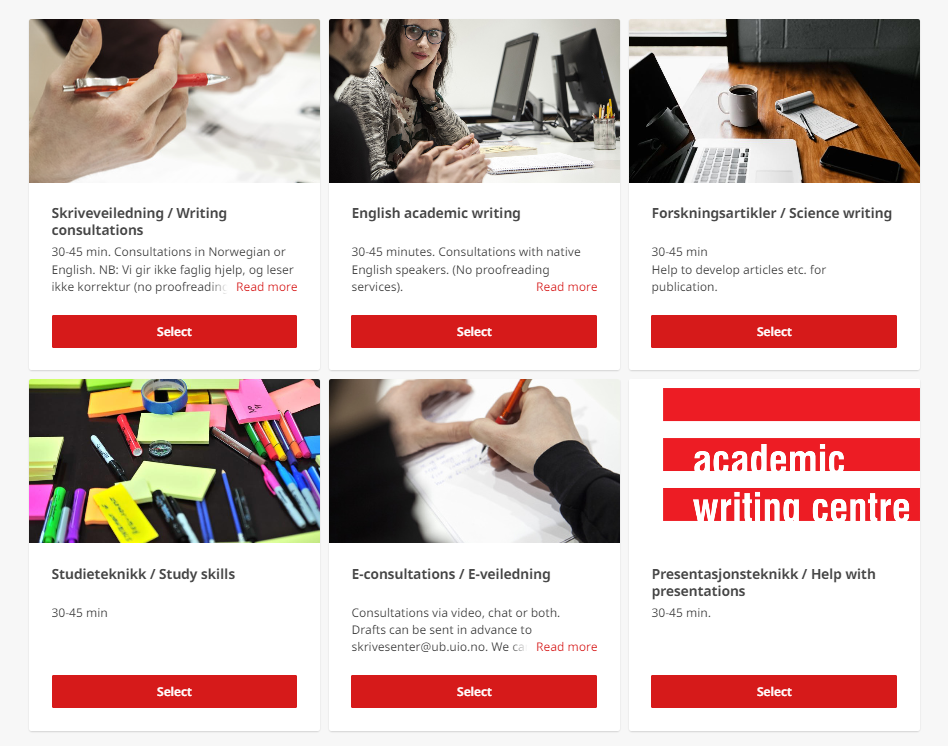 Skriveveiledning / Writing
consultations
30-45 min. Consultations in Norwegian or
English. NB: Vi gir ikke faglig hjelp, og leser
ikke korrektur (no proofreading Read more
Select
English academic writing
30-45 minutes. Consultations with native
English speakers. (No proofreading
services). Read more
Select
Forskningsartikler / Science writing
30-45 min
Help to develop articles etc. for
publication.
Select
Studieteknikk / Study skills
30-45 min
Select
E-consultations / E-veiledning
Consultations via video, chat or both.
Drafts can be sent in advance to
skrivesenter@ub.uio.no. We ca Read more
Select
academic
writing centre
Presentasjonsteknikk / Help with
presentations
30-45 min.
Select